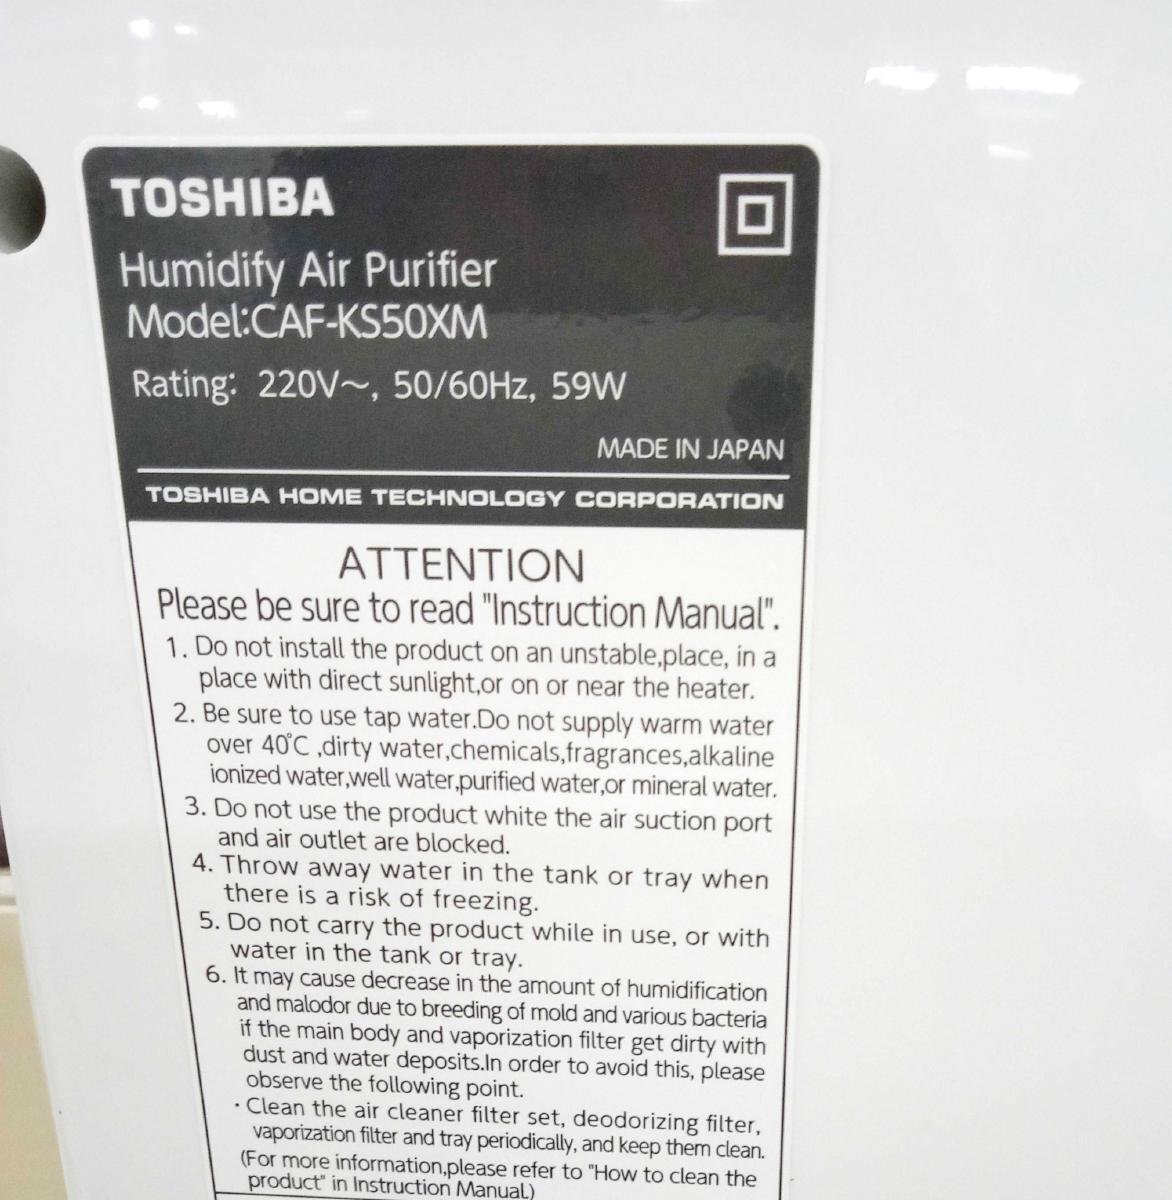 TOSHIBA
Humidify Air Purifier
Model:CAF-KS50XM
Rating: 220V～, 50/60Hz, 59W
MADE IN JAPAN
TOSHIBA HOME TECHNOLOGY CORPORATION
ATTENTION
Please be sure to read "Instruction Manual".
1. Do not install the product on an unstable,place, in a
place with direct sunlight,or on or near the heater.
2. Be sure to use tap water.Do not supply warm water
over 40℃ ,dirty water,chemicals,fragrances,alkaline
ionized water,well water,purified water,or mineral water.
3. Do not use the product white the air suction port
and air outlet are blocked.
4. Throw away water in the tank or tray when
there is a risk of freezing.
5. Do not carry the product while in use, or with
water in the tank or tray.
6. It may cause decrease in the amount of humidification
and malodor due to breeding of mold and various bacteria
if the main body and vaporization filter get dirty with
dust and water deposits.In order to avoid this, please
observe the following point.
・Clean the air cleaner filter set, deodorizing filter,
vaporization filter and tray periodically, and keep them clean.
(For more information,please refer to "How to clean the
product" in Instruction Manual.)